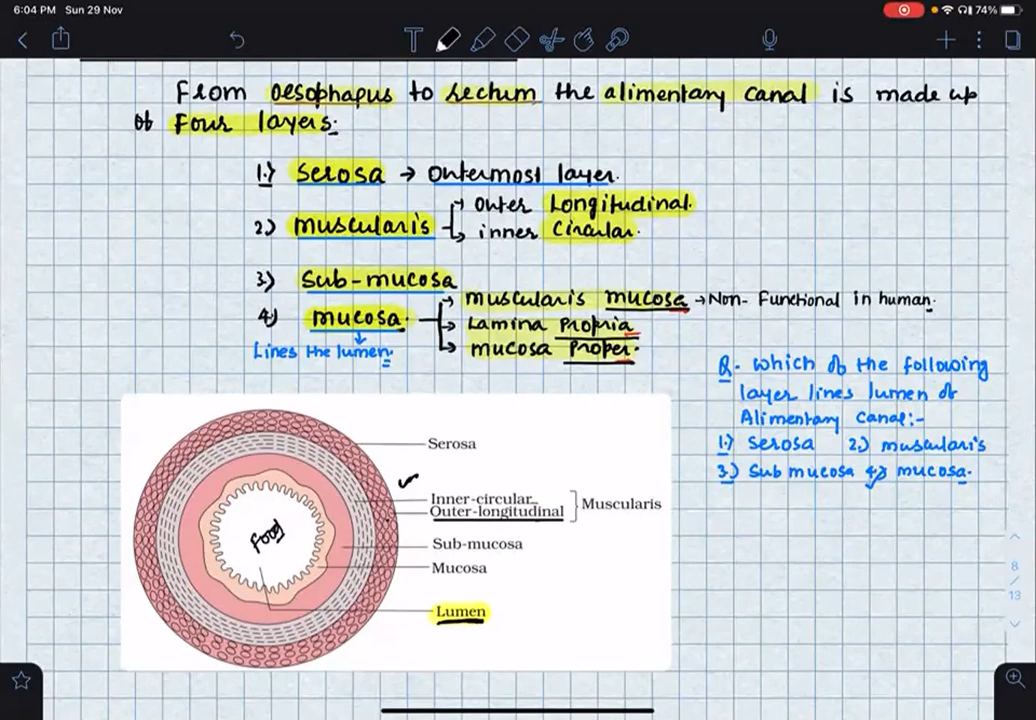 6:04 PM Sun 29 Nov
74%
From oesophapus to rectum the alimentary canal is made up
of Four layers.
1.) Serosa → Outermost layer.
2) muscularis → outer Longitudinal.
→ inner Circular.
3) Sub-mucosa
4) mucosa. → muscularis mucosa → Non-Functional in human.
→ Lamina Propria
→ mucosa Proper.
Lines the lumen.
Q. which of the following
layer lines lumen of
Alimentary Canal:-
1.) Serosa 2.) muscularis
3.) Sub mucosa 4.) mucosa.
Serosa
Inner-circular
Outer-longitudinal
Muscularis
Sub-mucosa
Mucosa
Lumen
Food
8
/
13